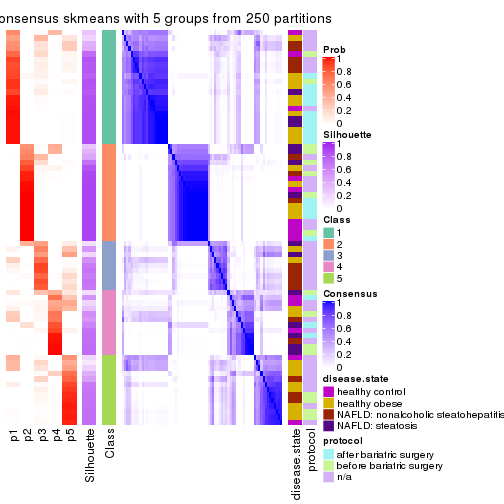 onsensus skmeans with 5 groups from 250 partitions
Prob
1
0.8
0.6
0.4
0.2
0
Silhouette
1
0.8
0.6
0.4
0.2
0
Class
1
2
3
4
5
Consensus
1
0.8
0.6
0.4
0.2
0
disease.state
healthy control
healthy obese
NAFLD: nonalcoholic steatohepatitis
NAFLD: steatosis
protocol
after bariatric surgery
before bariatric surgery
n/a
p1
p2
p3
p4
p5
Silhouette
Class
disease.state
protocol